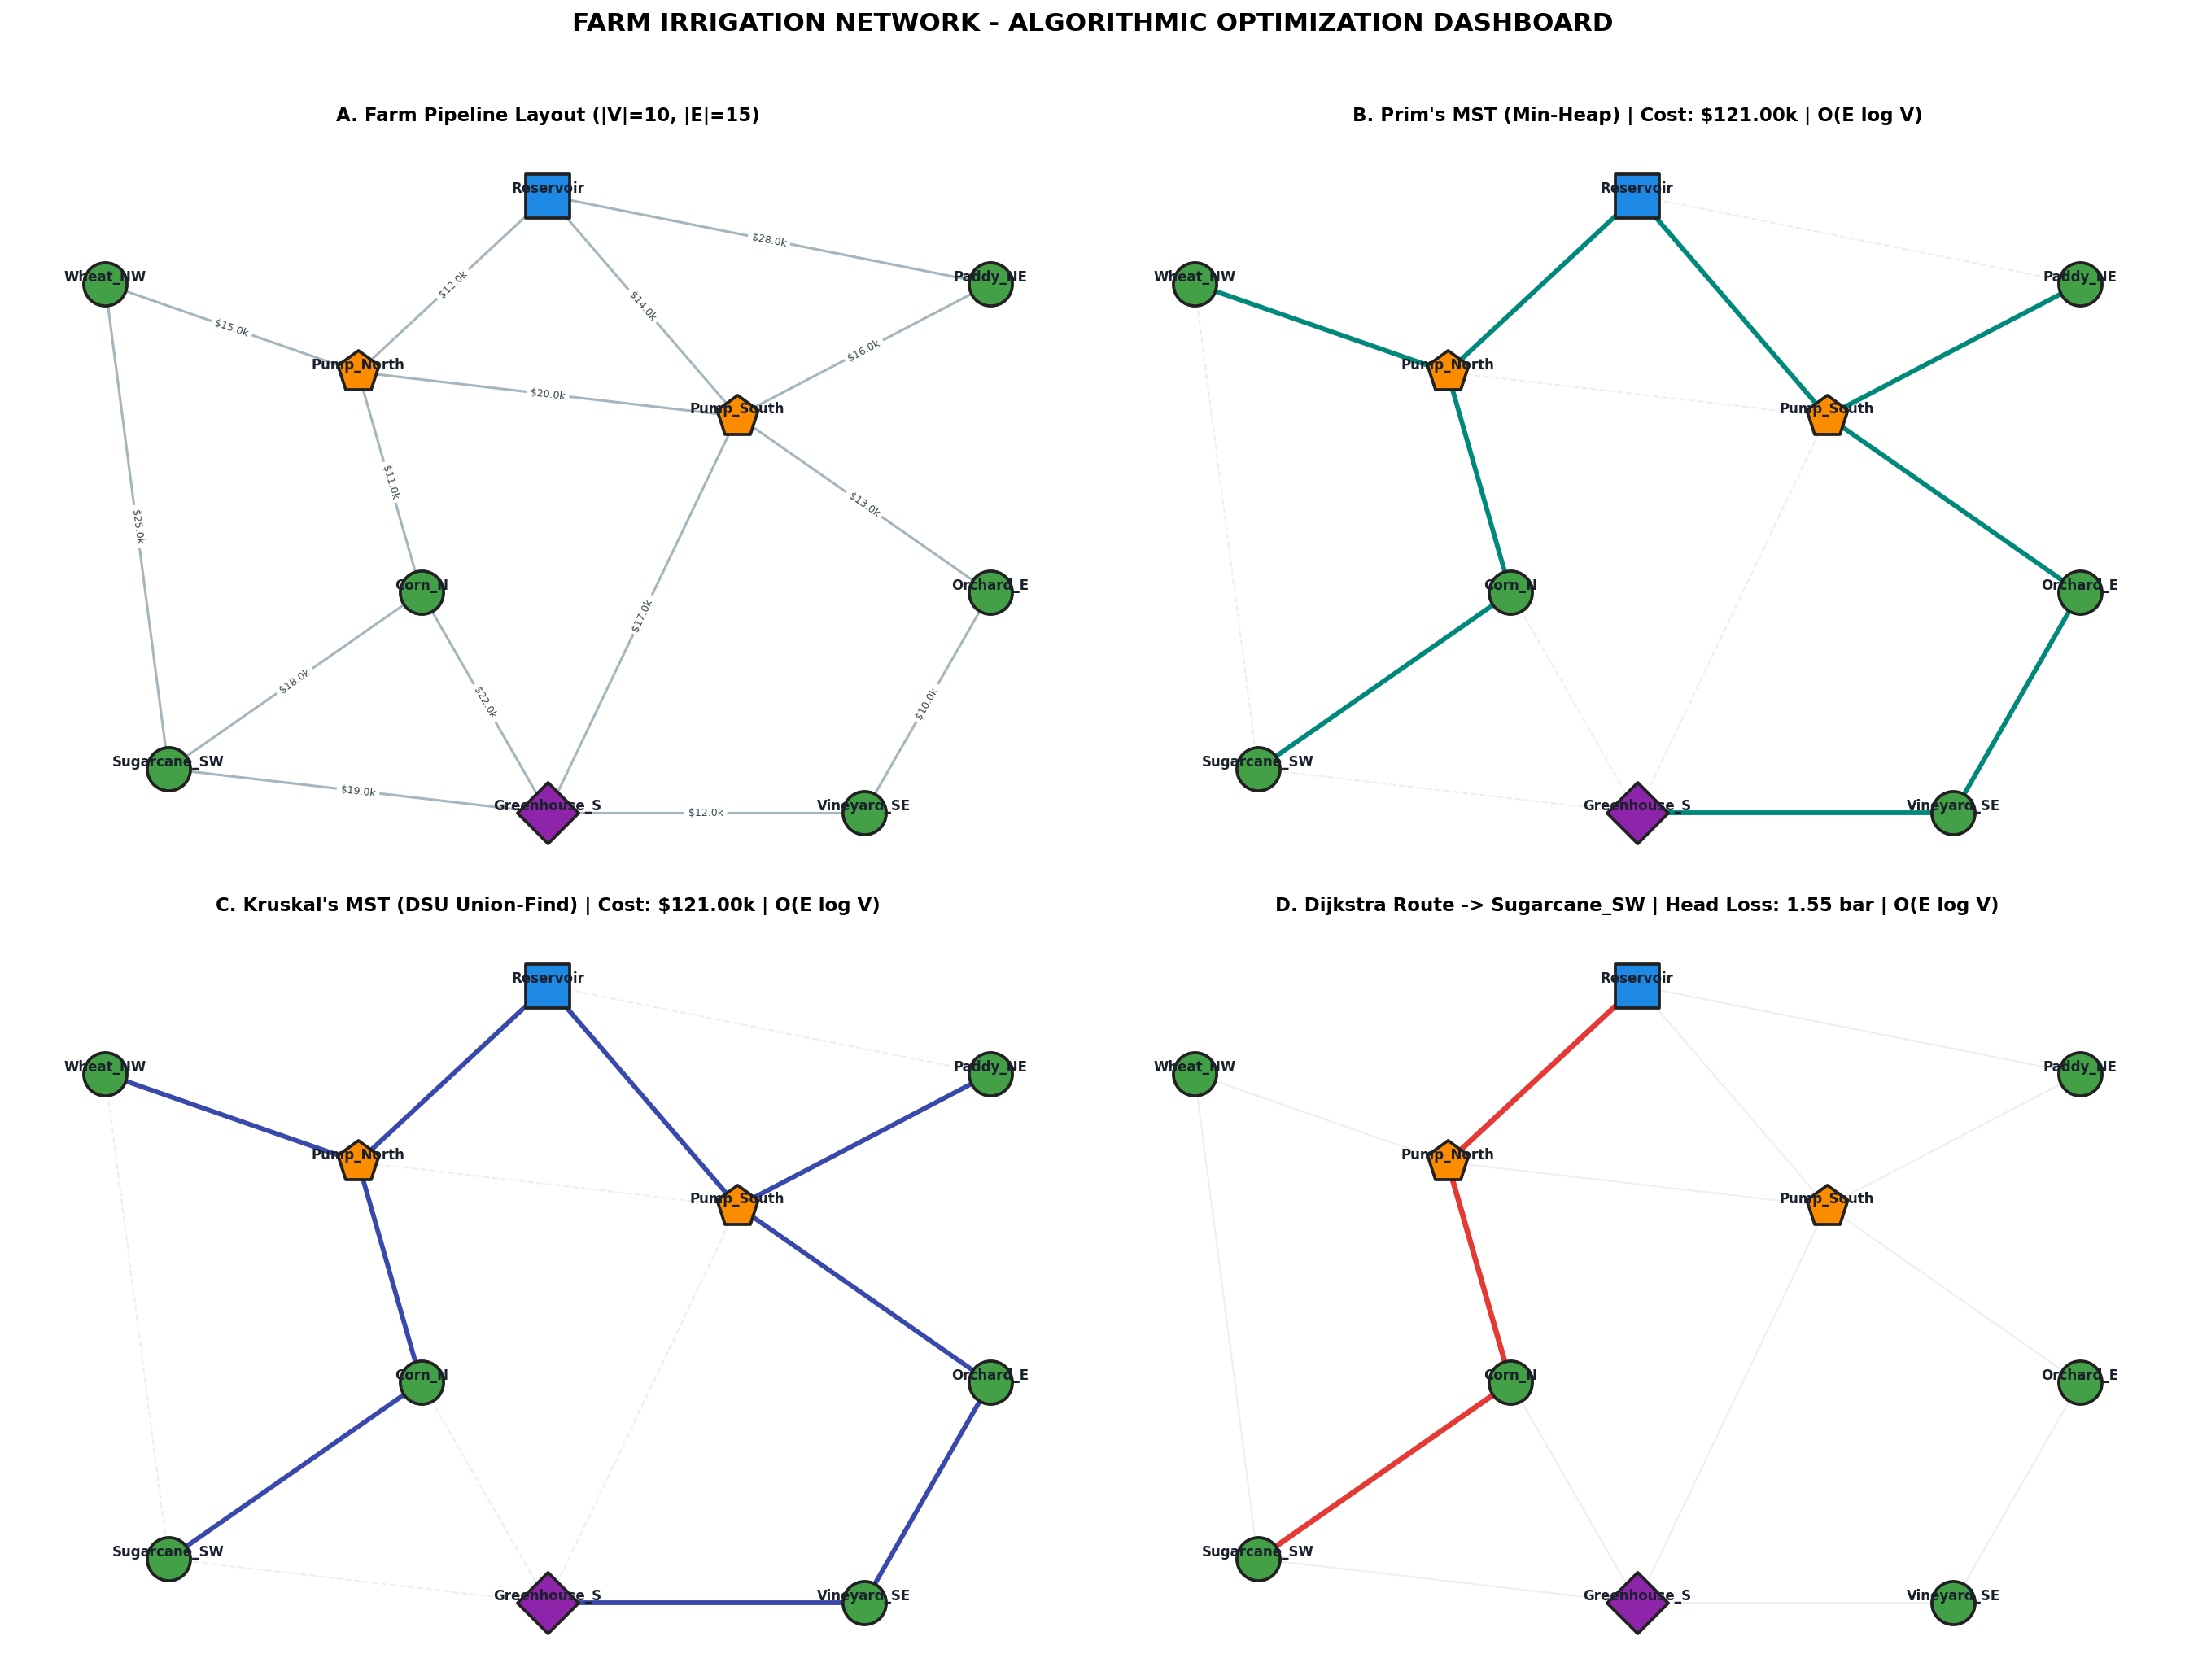 FARM IRRIGATION NETWORK - ALGORITHMIC OPTIMIZATION DASHBOARD
A. Farm Pipeline Layout (|V|=10, |E|=15)
Reservoir
$28.0k
Wheat_NW
Paddy_NE
$12.0k
$14.0k
$15.0k
$16.0k
Pump_North
$20.0k
Pump_South
$11.0k
$13.0k
$25.0k
Corn_N
Orchard_E
$17.0k
$18.0k
$22.0k
$10.0k
Sugarcane_SW
$19.0k
Greenhouse_S
$12.0k
Vineyard_SE
B. Prim's MST (Min-Heap) | Cost: $121.00k | O(E log V)
Reservoir
Wheat_NW
Paddy_NE
Pump_North
Pump_South
Corn_N
Orchard_E
Sugarcane_SW
Greenhouse_S
Vineyard_SE
C. Kruskal's MST (DSU Union-Find) | Cost: $121.00k | O(E log V)
Reservoir
Wheat_NW
Paddy_NE
Pump_North
Pump_South
Corn_N
Orchard_E
Sugarcane_SW
Greenhouse_S
Vineyard_SE
D. Dijkstra Route -> Sugarcane_SW | Head Loss: 1.55 bar | O(E log V)
Reservoir
Wheat_NW
Paddy_NE
Pump_North
Pump_South
Corn_N
Orchard_E
Sugarcane_SW
Greenhouse_S
Vineyard_SE